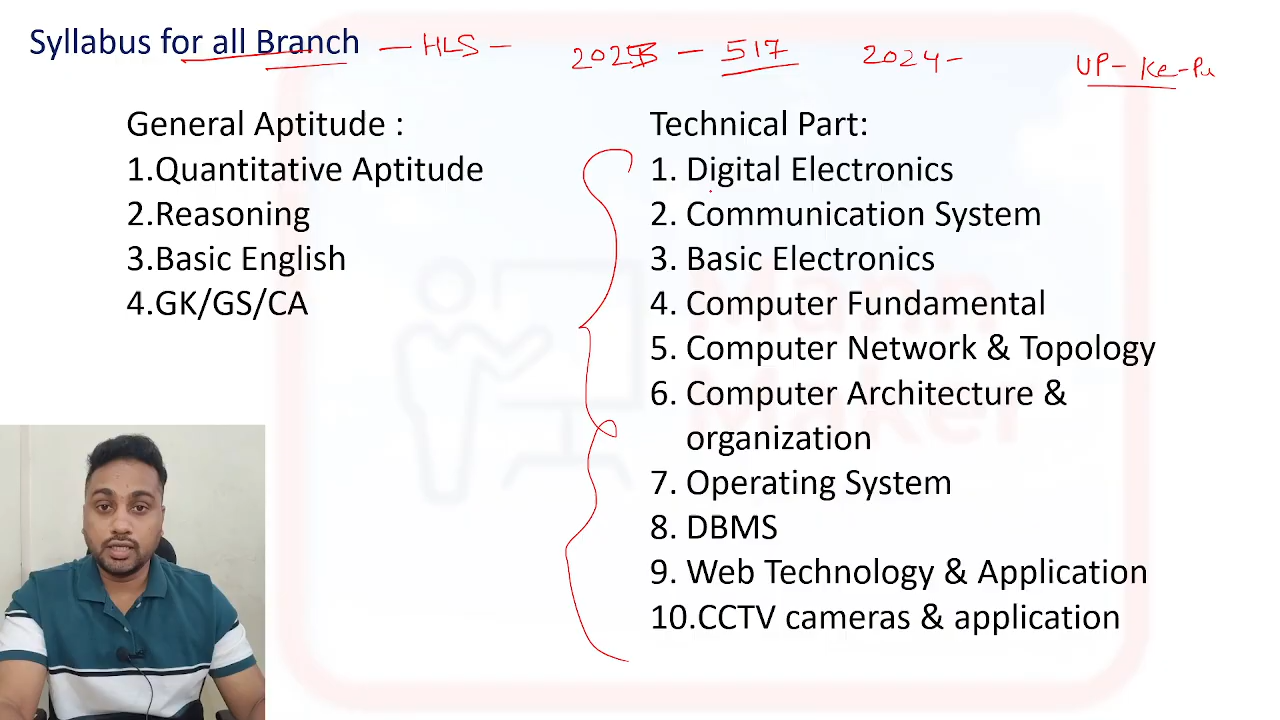 Syllabus for all Branch — HLS — 2025 — 517 2024 - UP - Ke - Pu
General Aptitude :
1.Quantitative Aptitude
2.Reasoning
3.Basic English
4.GK/GS/CA
Technical Part:
1. Digital Electronics
2. Communication System
3. Basic Electronics
4. Computer Fundamental
5. Computer Network & Topology
6. Computer Architecture &
organization
7. Operating System
8. DBMS
9. Web Technology & Application
10.CCTV cameras & application